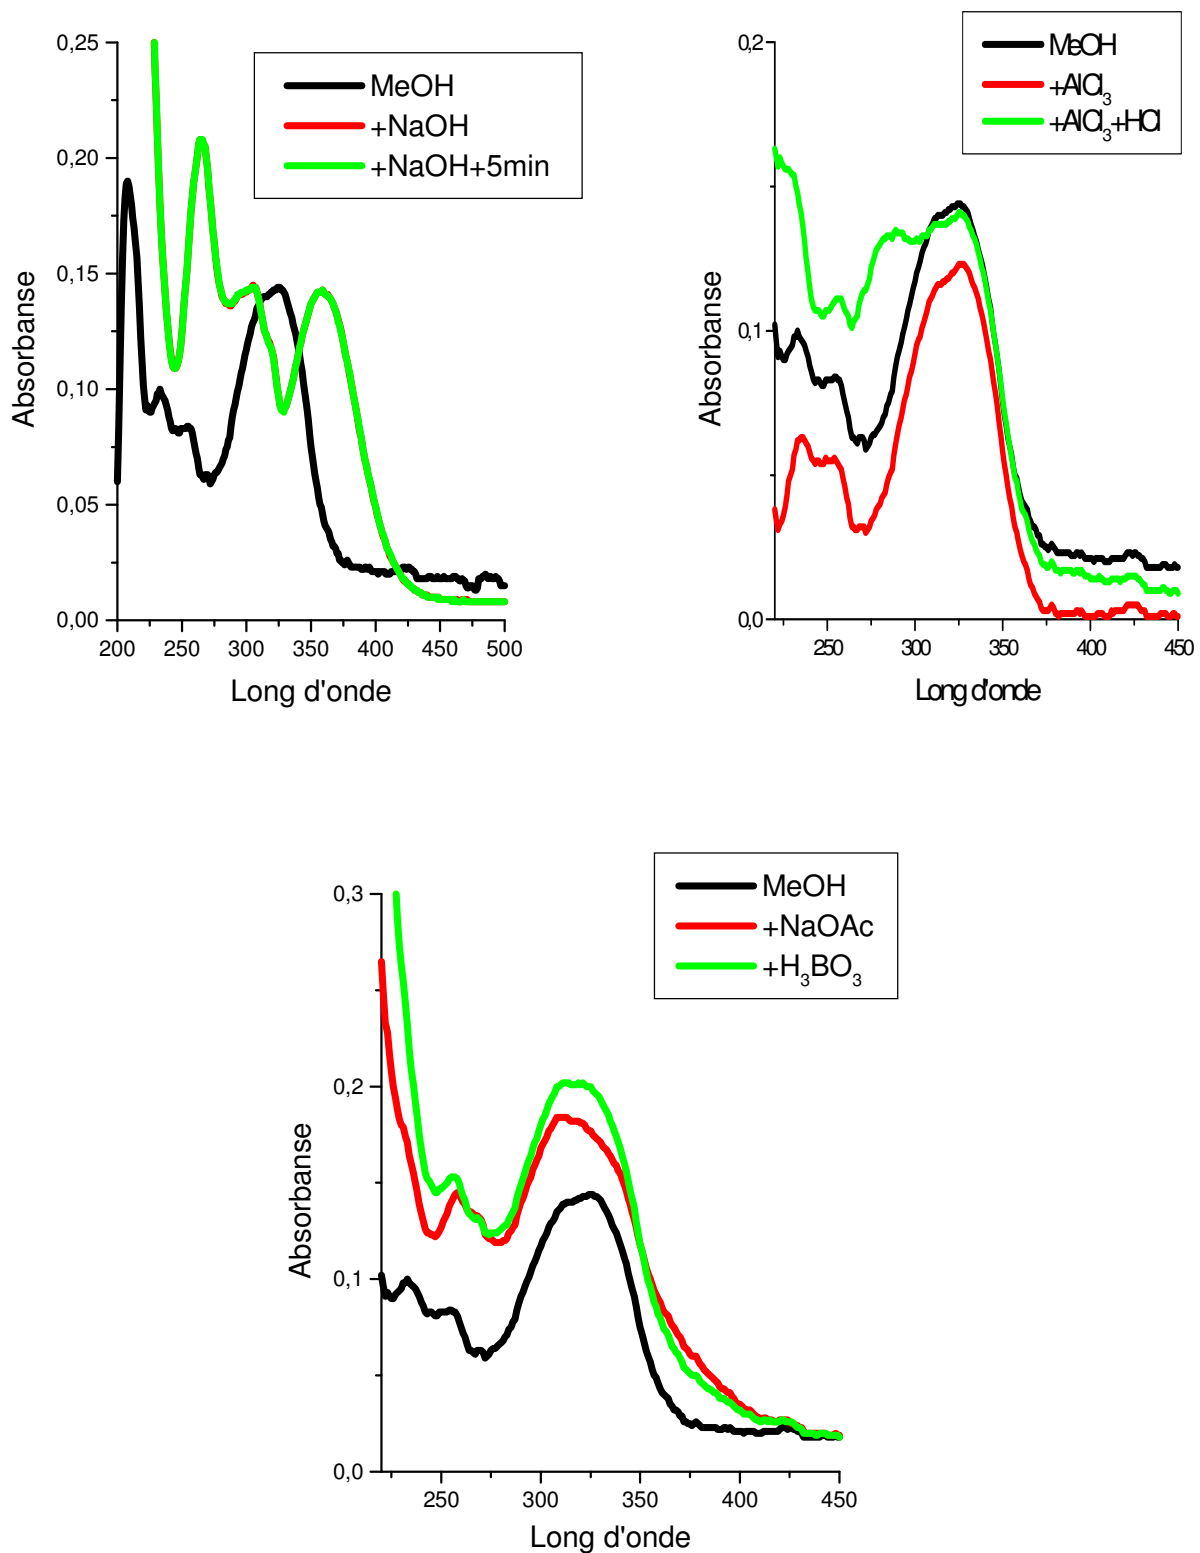 0,25
0,20
0,15
0,10
0,05
0,00
200 250 300 350 400 450 500
Absorbanse
Long d'onde
MeOH
+NaOH
+NaOH+5min
0,2
0,1
0,0
250 300 350 400 450
Absorbanse
Long d'onde
MeOH
+AlCl₃
+AlCl₃+HCl
0,3
0,2
0,1
0,0
250 300 350 400 450
Absorbanse
Long d'onde
MeOH
+NaOAc
+H₃BO₃